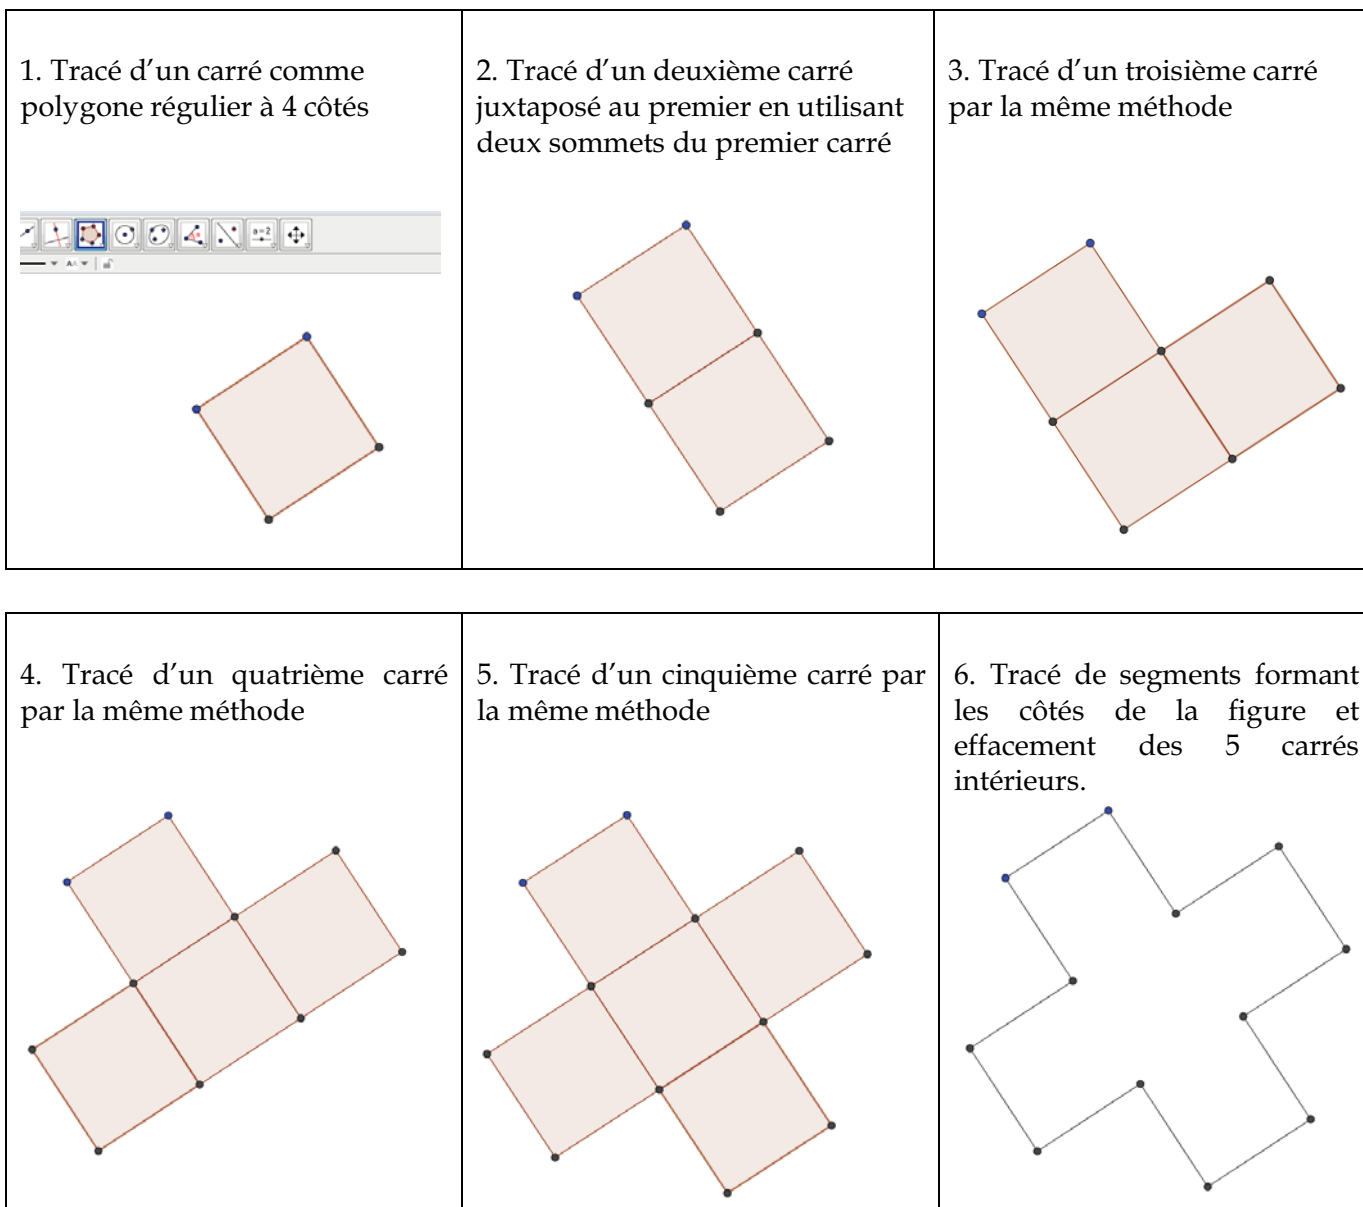 1. Tracé d’un carré comme
polygone régulier à 4 côtés
2. Tracé d’un deuxième carré
juxtaposé au premier en utilisant
deux sommets du premier carré
3. Tracé d’un troisième carré
par la même méthode
a=2
AA
4. Tracé d’un quatrième carré
par la même méthode
5. Tracé d’un cinquième carré par
la même méthode
6. Tracé de segments formant
les côtés de la figure et
effacement des 5 carrés
intérieurs.